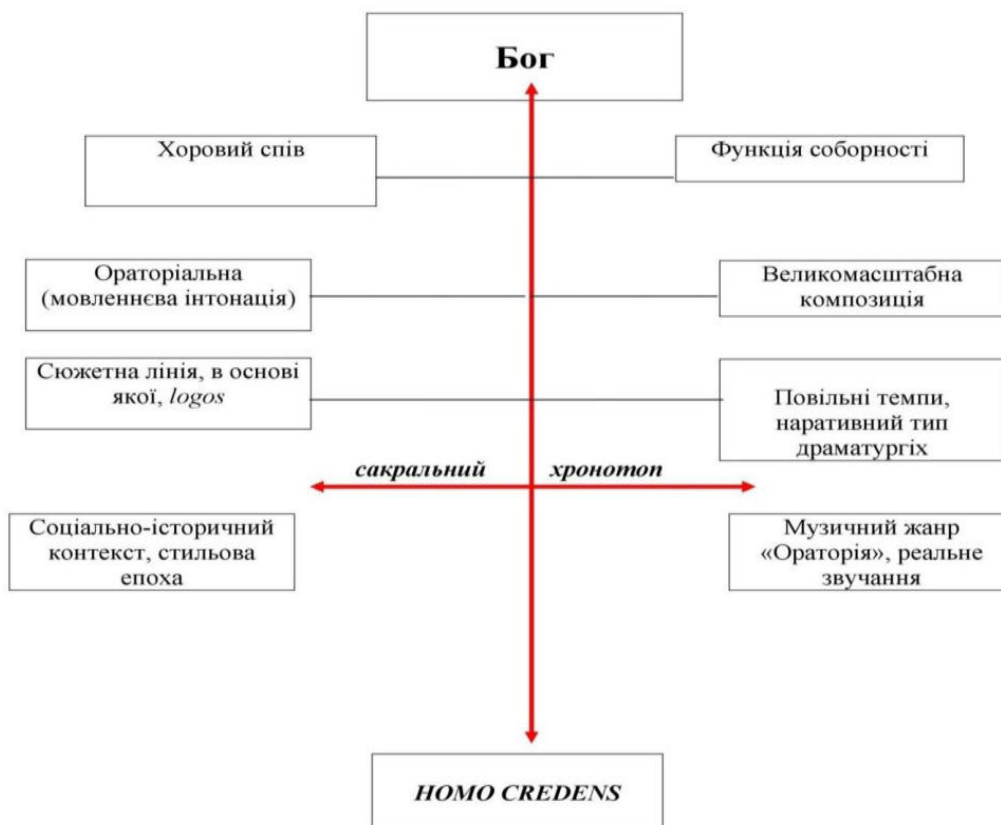 Бог
Хоровий спів
Функція соборності
Ораторіальна
(мовленнєва інтонація)
Великомасштабна
композиція
Сюжетна лінія, в основі
якої, logos
Повільні темпи,
наративний тип
драматургіх
сакральний хронотоп
Соціально-історичний
контекст, стильова
епоха
Музичний жанр
«Ораторія», реальне
звучання
HOMO CREDENS